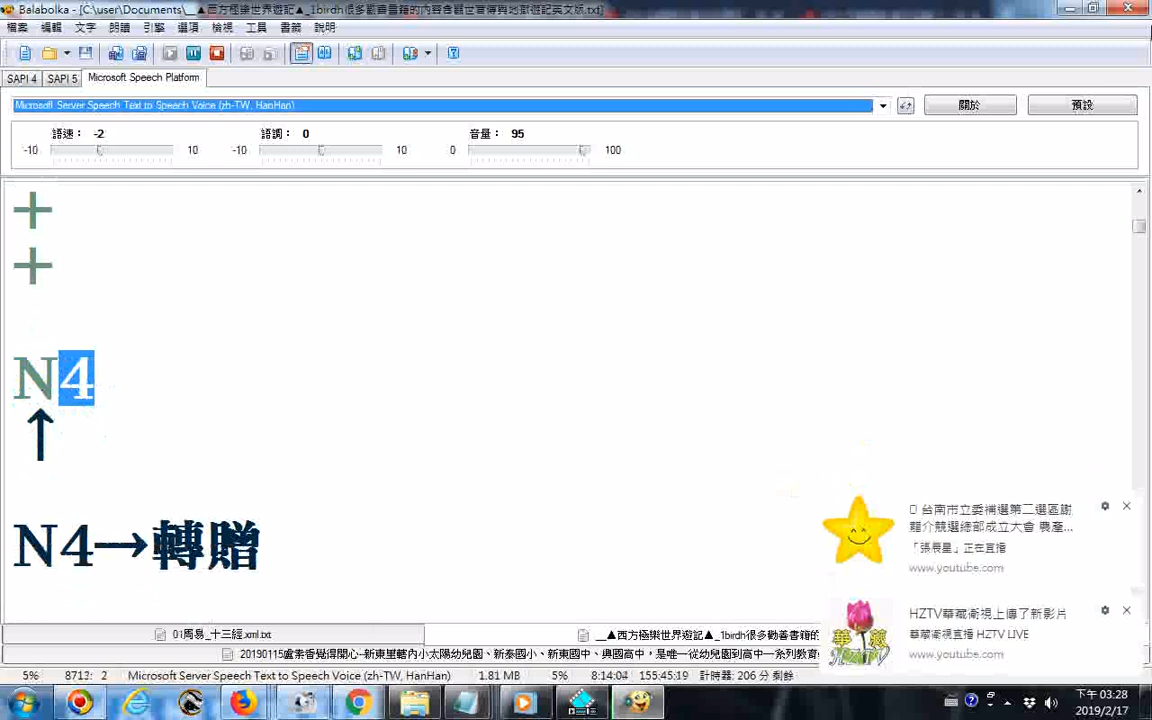 Balabolka - [C:\user\Documents\__▲西方極樂世界遊記▲_1birdh很多勸善書籍的內容含觀世音傳與地獄遊記英文版.txt]
檔案 編輯 文字 朗讀 引擎 選項 檢視 工具 書籤 說明
SAPI 4 SAPI 5 Microsoft Speech Platform
Microsoft Server Speech Text to Speech Voice (zh-TW, HanHan)
關於 預設
語速： -2 語調： 0 音量： 95
-10 10 -10 10 0 100
+
+
N4
↑
N4→轉贈
台南市立委補選第二選區謝
龍介競選總部成立大會 農產...
「張辰星」正在直播
www.youtube.com
HZTV華藏衛視上傳了新影片
華藏衛視直播 HZTV LIVE
www.youtube.com
01周易_十三經.xml.txt __▲西方極樂世界遊記▲_1birdh很多勸善書籍的
20190115盧素香覺得開心-新東里轄內小太陽幼兒園、新泰國小、新東國中、興國高中，是唯一從幼兒園到高中一系列教育
5% 8712: 2 Microsoft Server Speech Text to Speech Voice (zh-TW, HanHan) 1.81 MB 5% 8:14:04 155:45:19 計時器: 206 分 剩餘
下午 03:28
2019/2/17